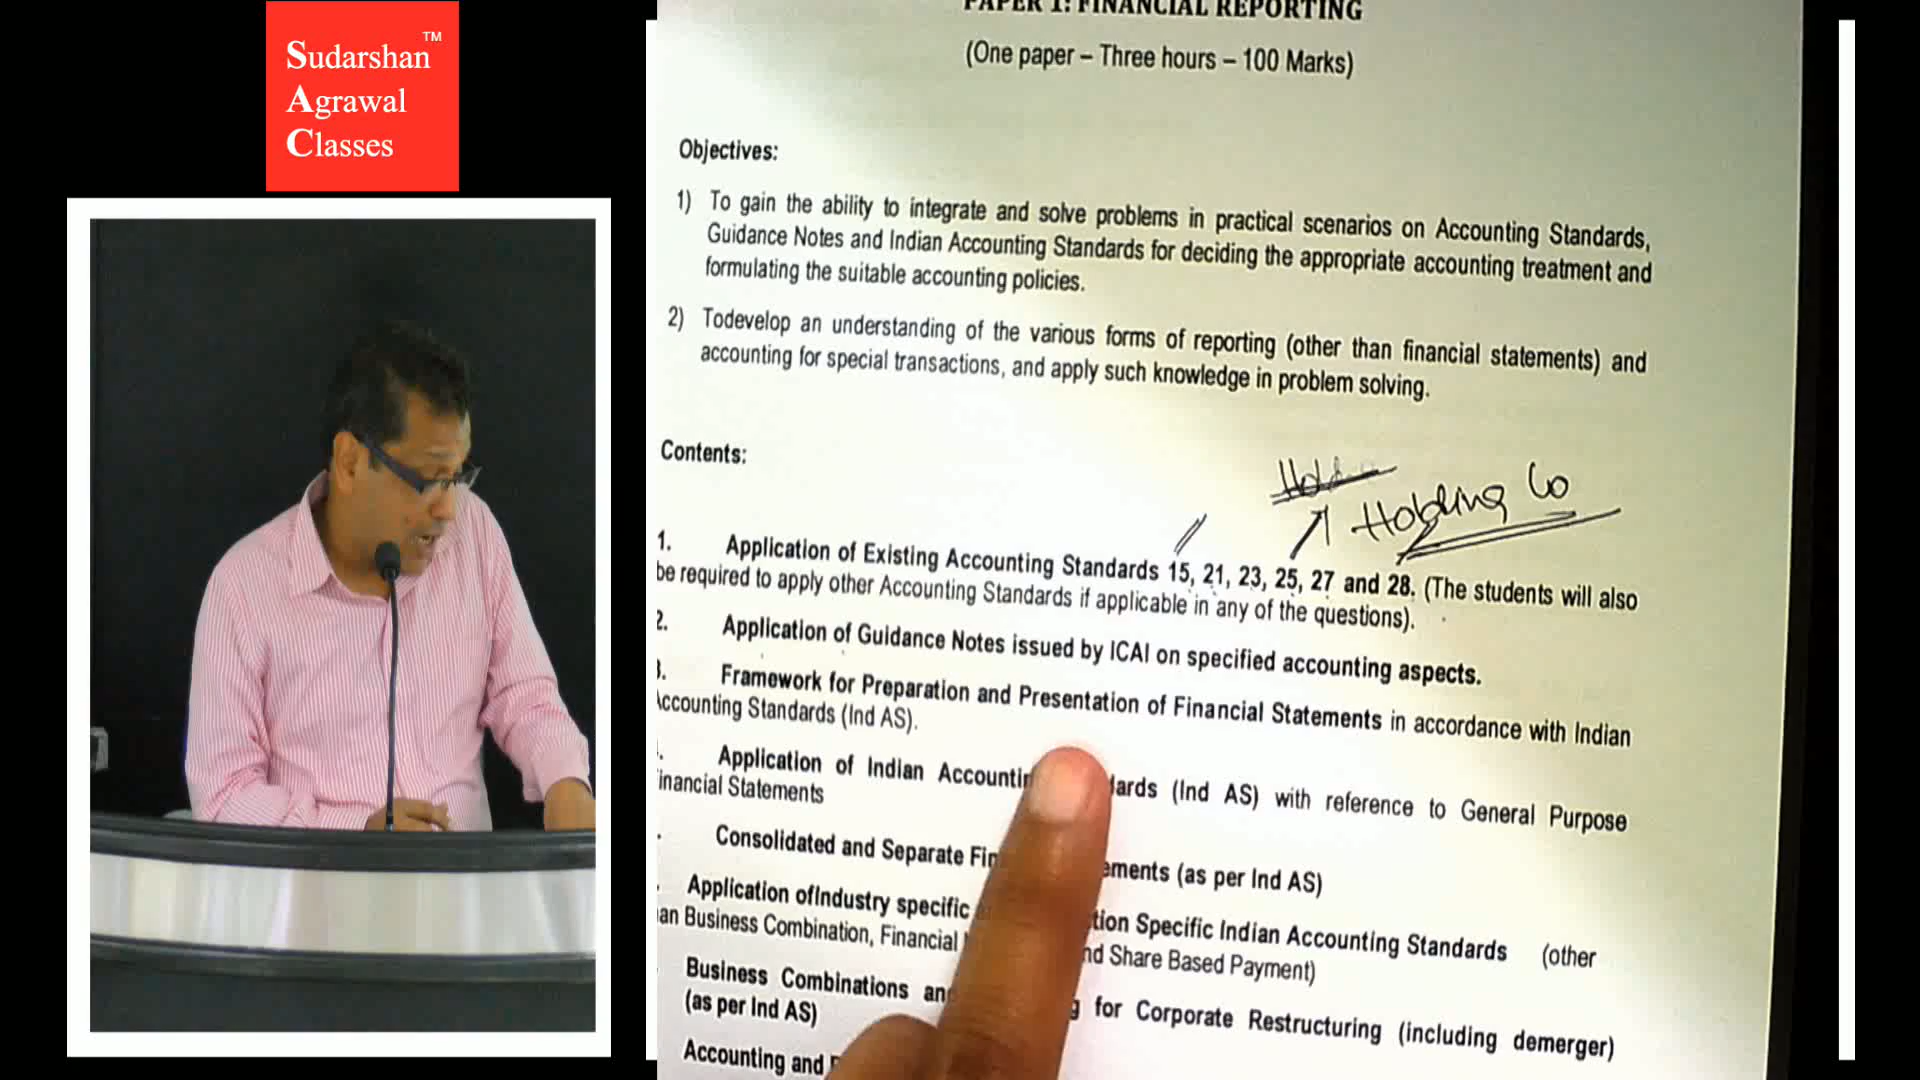 Sudarshan™
Agrawal
Classes
PAPER 1: FINANCIAL REPORTING
(One paper – Three hours – 100 Marks)
Objectives:
1) To gain the ability to integrate and solve problems in practical scenarios on Accounting Standards,
Guidance Notes and Indian Accounting Standards for deciding the appropriate accounting treatment and
formulating the suitable accounting policies.
2) Todevelop an understanding of the various forms of reporting (other than financial statements) and
accounting for special transactions, and apply such knowledge in problem solving.
Contents:
Holding Co
1. Application of Existing Accounting Standards 15, 21, 23, 25, 27 and 28. (The students will also
be required to apply other Accounting Standards if applicable in any of the questions).
2. Application of Guidance Notes issued by ICAI on specified accounting aspects.
3. Framework for Preparation and Presentation of Financial Statements in accordance with Indian
Accounting Standards (Ind AS).
Application of Indian (Ind AS) with reference to General Purpose
Financial Statements
Consolidated and Separate (as per Ind AS)
Application ofIndustry specific Specific Indian Accounting Standards (other
Business Combination, Financial Share Based Payment)
Business Combinations for Corporate Restructuring (including demerger)
(as per Ind AS)
Accounting and